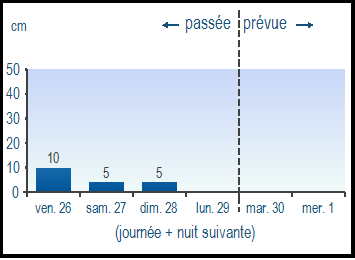 passée prévue
cm
50
40
30
20
10
0
10
5
5
ven. 26 sam. 27 dim. 28 lun. 29 mar. 30 mer. 1
(journée + nuit suivante)